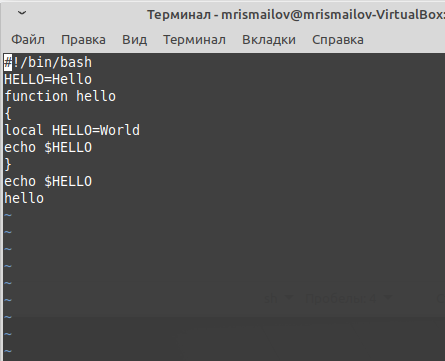 Терминал - mrismailov@mrismailov-VirtualBox:
Файл Правка Вид Терминал Вкладки Справка
#!/bin/bash
HELLO=Hello
function hello
{
local HELLO=World
echo $HELLO
}
echo $HELLO
hello
~
~
~
~
~
~
~
~
~